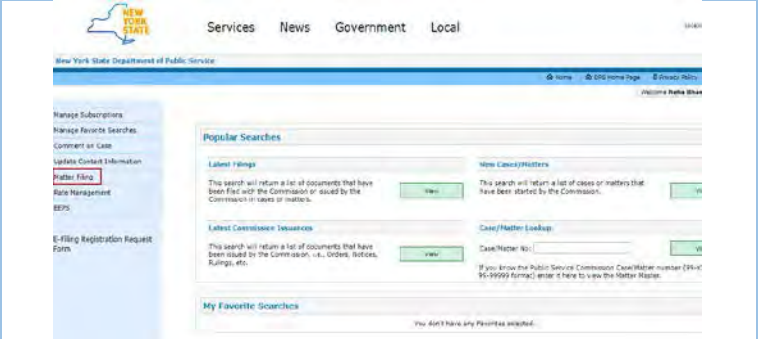 NEW
YORK
STATE
Services News Government Local
New York State Department of Public Service
Home DPS Home Page Privacy Policy
Welcome Neha
Manage Subscriptions
Manage Favorite Searches
Comment on Case
Update Contact Information
Matter Filing
Rate Management
EEPS
E-Filing Registration Request
Form
Popular Searches
Latest Filings
This search will return a list of documents that have
been filed with the Commission or issued by the
Commission in cases or matters.
View
New Cases/Matters
This search will return a list of cases or matters that
have been started by the Commission.
Latest Commission Issuances
This search will return a list of documents that have
been issued by the Commission, i.e., Orders, Notices,
Rulings, etc.
View
Case/Matter Lookup
Case/Matter No:
If you know the Public Service Commission Case/Matter number
95-99999 format) enter it here to view the Matter Master.
My Favorite Searches
You don't have any Favorites selected.